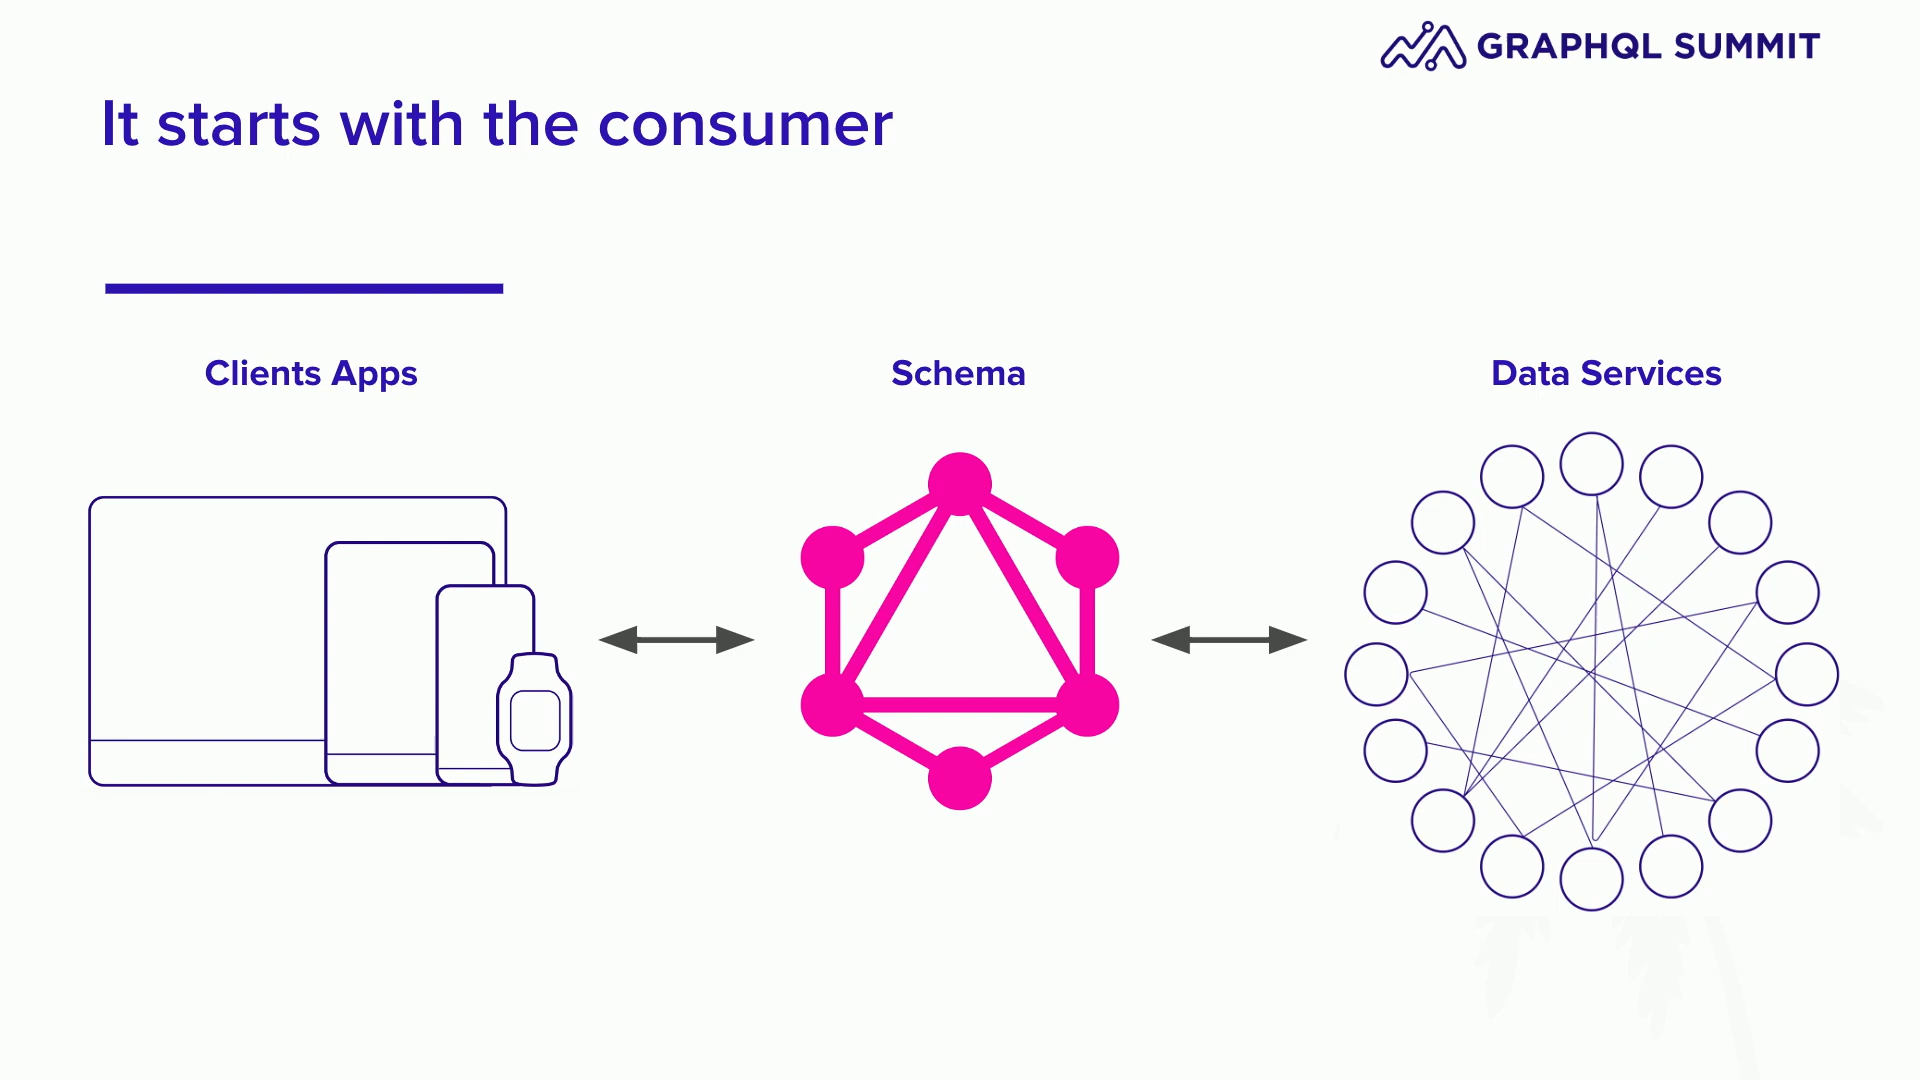 GRAPHQL SUMMIT
It starts with the consumer
Clients Apps
Schema
Data Services